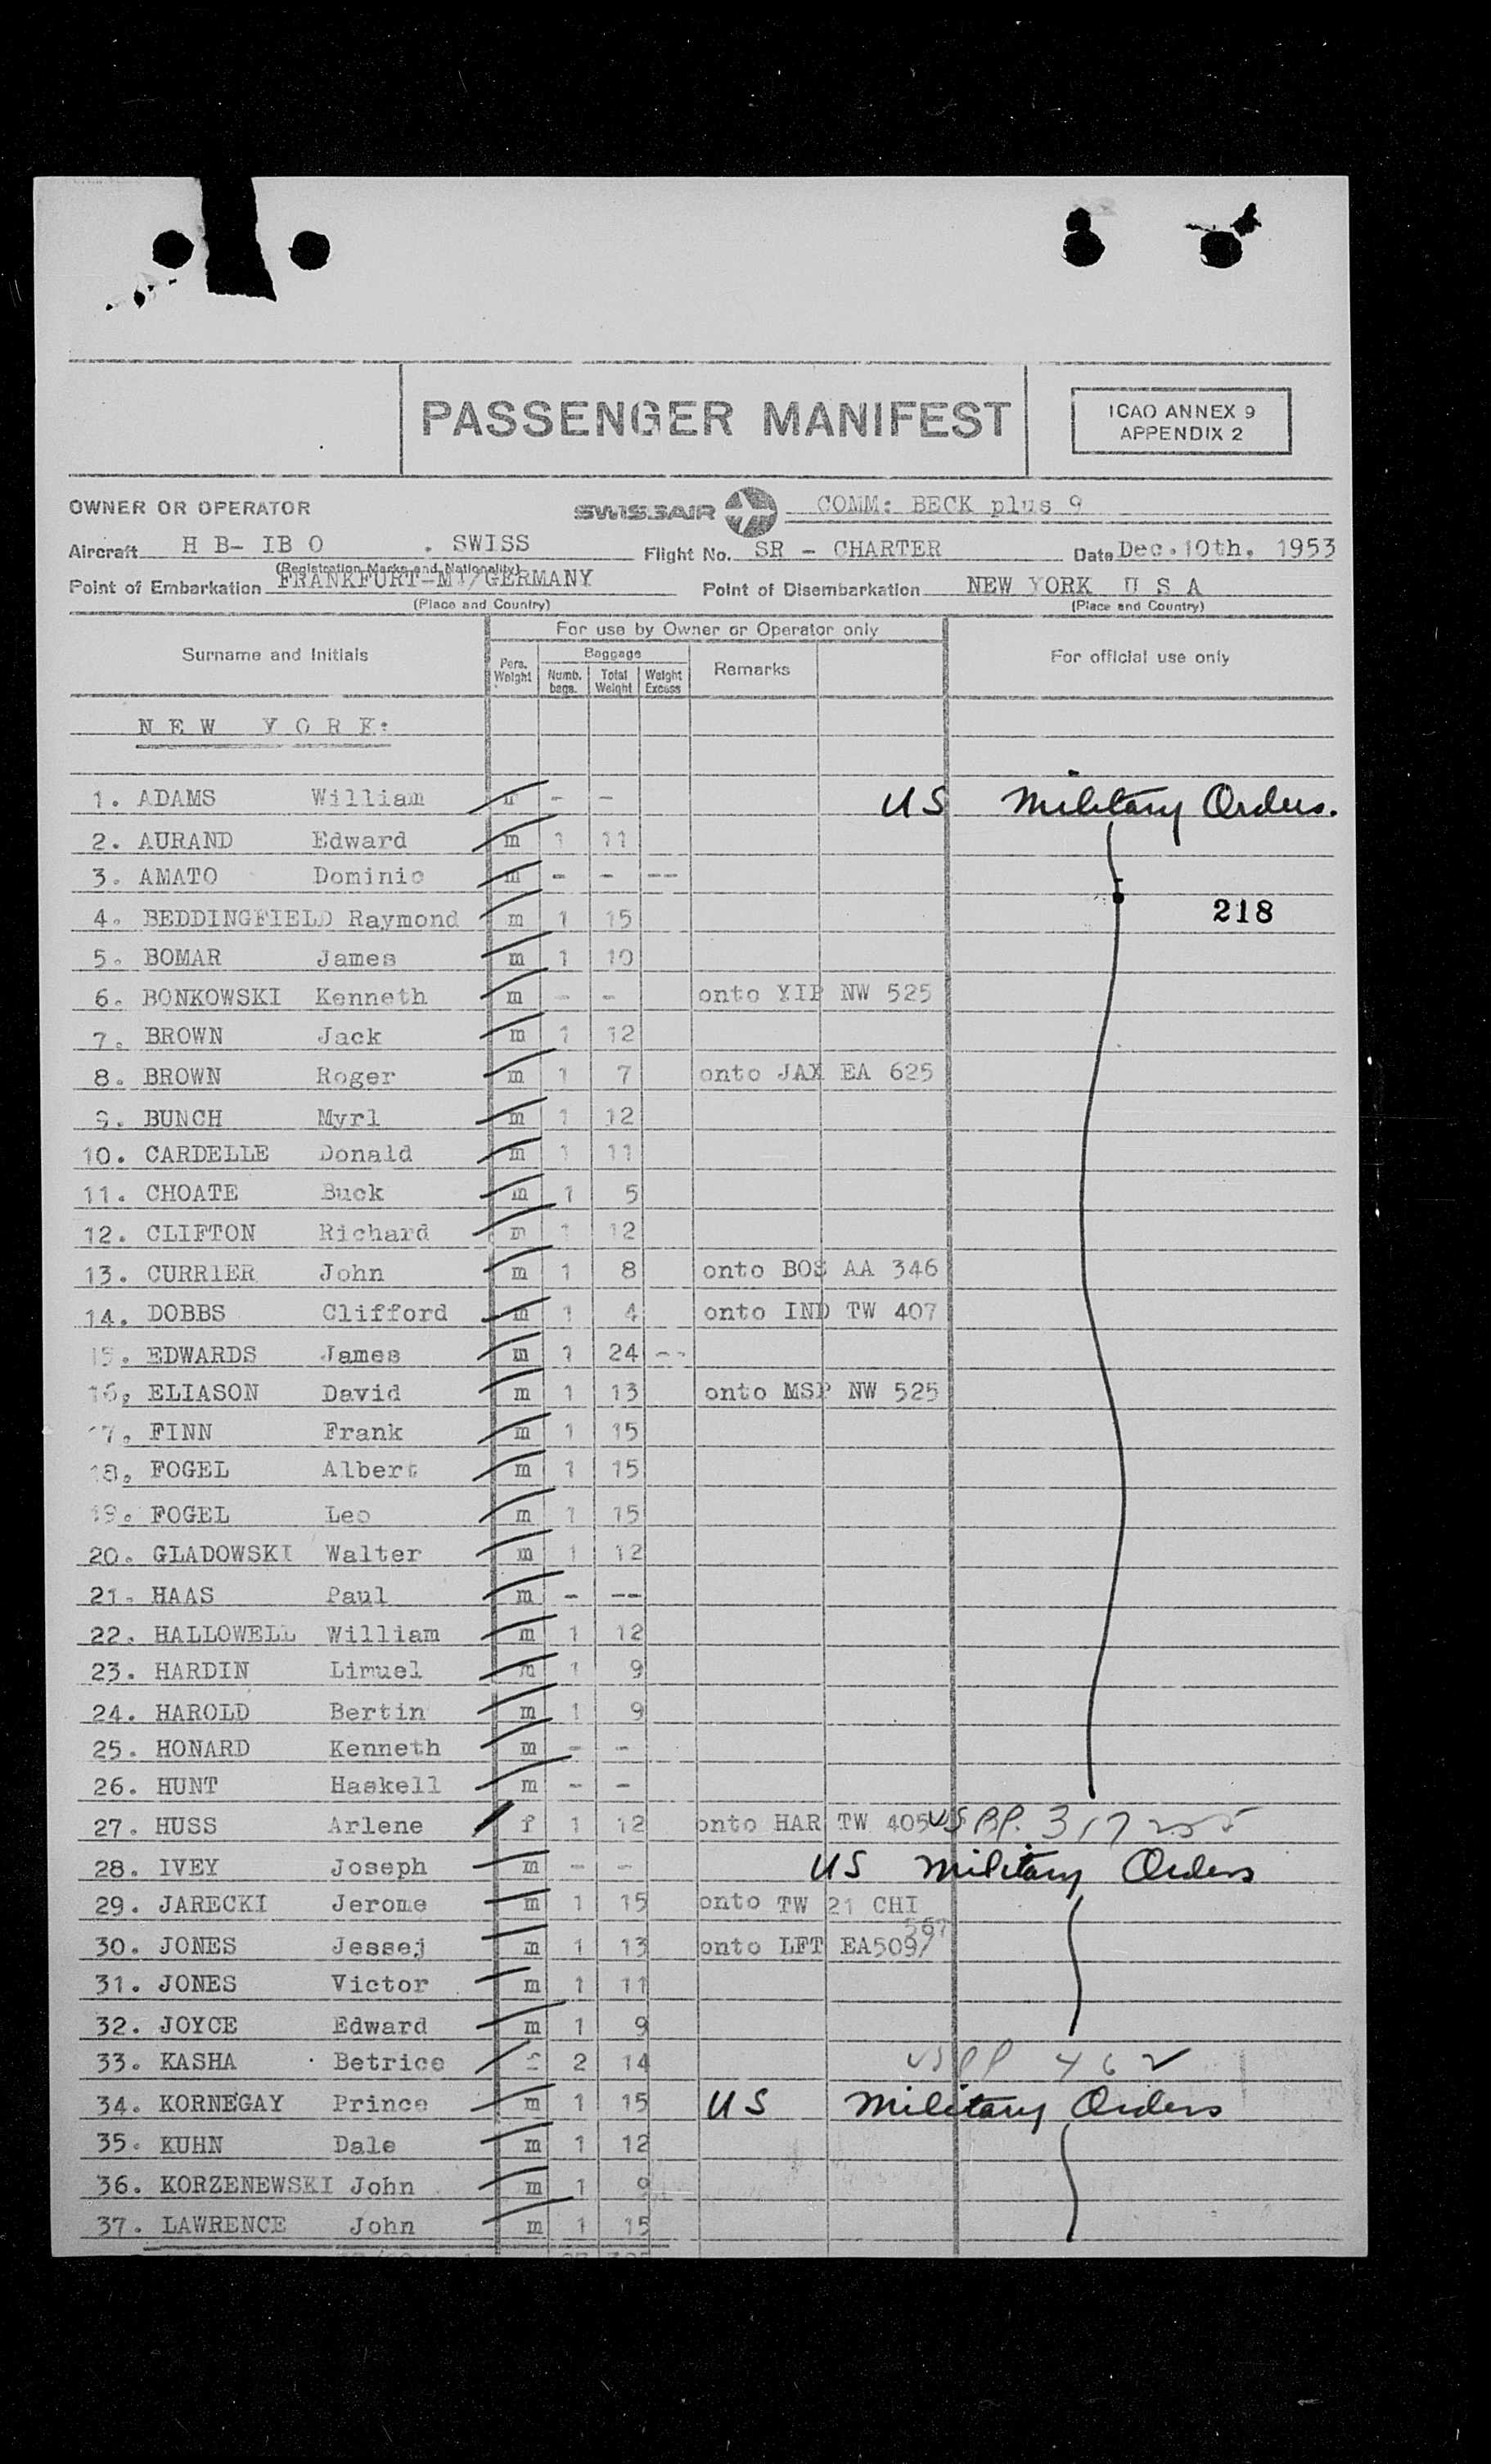 PASSENGER MANIFEST
ICAO ANNEX 9
APPENDIX 2
OWNER OR OPERATOR SWISSAIR COMM: BECK plus 9
Aircraft H B- IB O . SWISS Flight No. SR - CHARTER Date Dec. 10th, 1953
(Registration Marks and Nationality)
Point of Embarkation FRANKFURT-M1/GERMANY Point of Disembarkation NEW YORK U S A
(Place and Country) (Place and Country)
For use by Owner or Operator only
Surname and Initials Pers. Weight Baggage Numb. bags. Total Weight Weight Excess Remarks For official use only
N E W Y O R K:
1. ADAMS William - - US Military Orders.
2. AURAND Edward m 1 11
3. AMATO Dominic m - - --
4. BEDDINGFIELD Raymond m 1 15 218
5. BOMAR James m 1 10
6. BONKOWSKI Kenneth m - - onto YIP NW 525
7. BROWN Jack m 1 12
8. BROWN Roger m 1 7 onto JAX EA 625
9. BUNCH Myrl m 1 12
10. CARDELLE Donald m 1 11
11. CHOATE Buck m 1 5
12. CLIFTON Richard m 1 12
13. CURR1ER John m 1 8 onto BOS AA 346
14. DOBBS Clifford m 1 4 onto IND TW 407
15. EDWARDS James m 1 24 --
16. ELIASON David m 1 13 onto MSP NW 525
17. FINN Frank m 1 15
18. FOGEL Albert m 1 15
19. FOGEL Leo m 1 15
20. GLADOWSKI Walter m 1 12
21. HAAS Paul m - --
22. HALLOWELL William m 1 12
23. HARDIN Limuel m 1 9
24. HAROLD Bertin m 1 9
25. HONARD Kenneth m - -
26. HUNT Haskell m - -
27. HUSS Arlene f 1 12 onto HAR TW 405 US PP. 317255
28. IVEY Joseph m - - US Military Orders
29. JARECKI Jerome m 1 15 onto TW 21 CHI
30. JONES Jessej m 1 13 onto LFT EA509/ 567
31. JONES Victor m 1 11
32. JOYCE Edward m 1 9
33. KASHA Betrice f 2 14 US PP 462
34. KORNEGAY Prince m 1 15 US Military Orders
35. KUHN Dale m 1 12
36. KORZENEWSKI John m 1 9
37. LAWRENCE John m 1 15